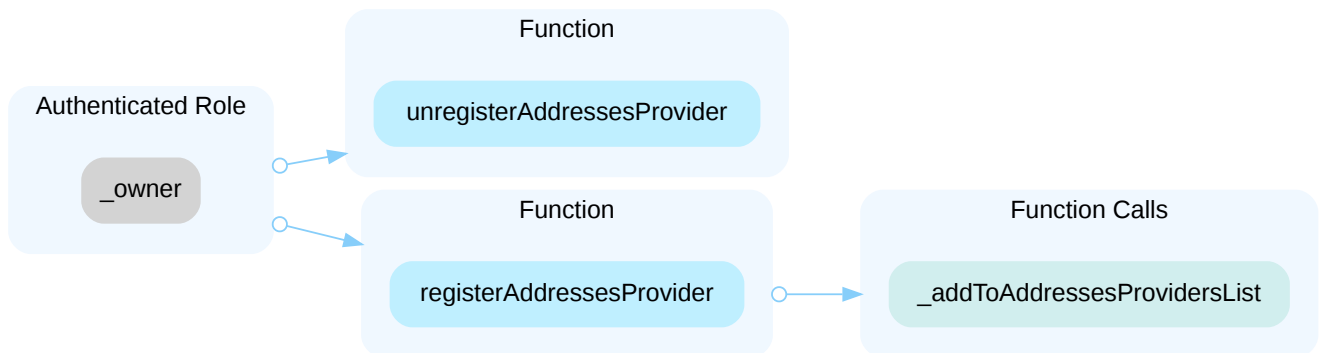 Authenticated Role
_owner
Function
unregisterAddressesProvider
Function
registerAddressesProvider
Function Calls
_addToAddressesProvidersList